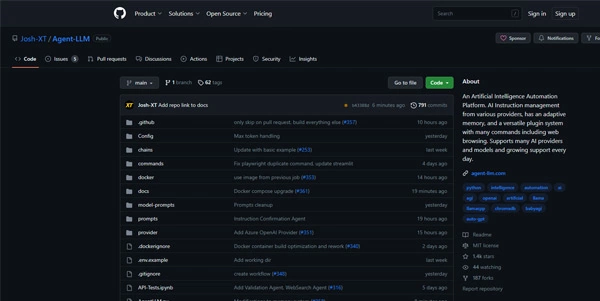 Product Solutions Open Source Pricing Search Sign in Sign up
Josh-XT / Agent-LLM Public Sponsor Notifications
Code Issues 5 Pull requests Discussions Actions Projects Security Insights
main 1 branch 62 tags Go to file Code
About
An Artificial Intelligence Automation
Platform. AI Instruction management
from various providers, has an adaptive
memory, and a versatile plugin system
with many commands including web
browsing. Supports many AI providers
and models and growing support every
day.
agent-llm.com
python intelligence automation ai
agi openai artificial llama
chromadb babyagi
auto-gpt
Readme
MIT license
1.4k stars
44 watching
187 forks
Report repository
Josh-XT Add repo link to docs 6 minutes ago 791 commits
.github only skip on pull request, build everything else (#357) 10 hours ago
Config Max token handling yesterday
chains Update with basic example (#253) last week
commands Fix playwright duplicate command, update streamlit 4 days ago
docker use image from previous job (#353) 14 hours ago
docs Docker compose upgrade (#361) 19 minutes ago
model-prompts Prompts cleanup yesterday
prompts Instruction Confirmation Agent 19 hours ago
provider Add Azure OpenAI Provider (#351) 15 hours ago
.dockerignore Docker container build optimization and rework (#340) 2 days ago
.env.example Add working dir yesterday
.gitignore create workflow (#348) yesterday
API-Tests.ipynb Add Validation Agent, WebSearch Agent (#316) 5 days ago